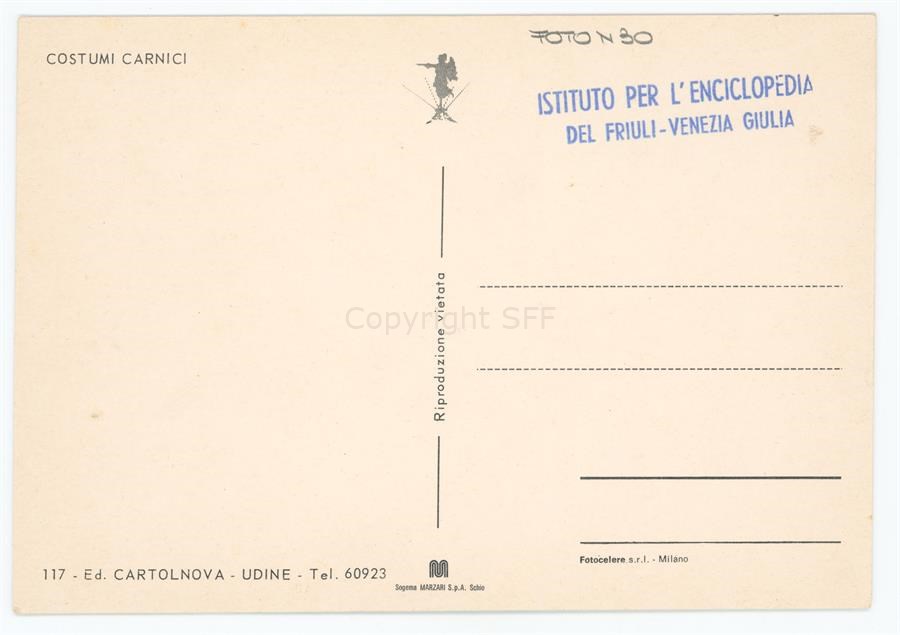 FOTO N 30
COSTUMI CARNICI
ISTITUTO PER L'ENCICLOPEDIA
DEL FRIULI-VENEZIA GIULIA
Riproduzione vietata
Copyright SFF
Fotocelere s.r.l. - Milano
117 - Ed. CARTOLNOVA - UDINE - Tel. 60923
Sogema MARZARI S.p.A. Schio